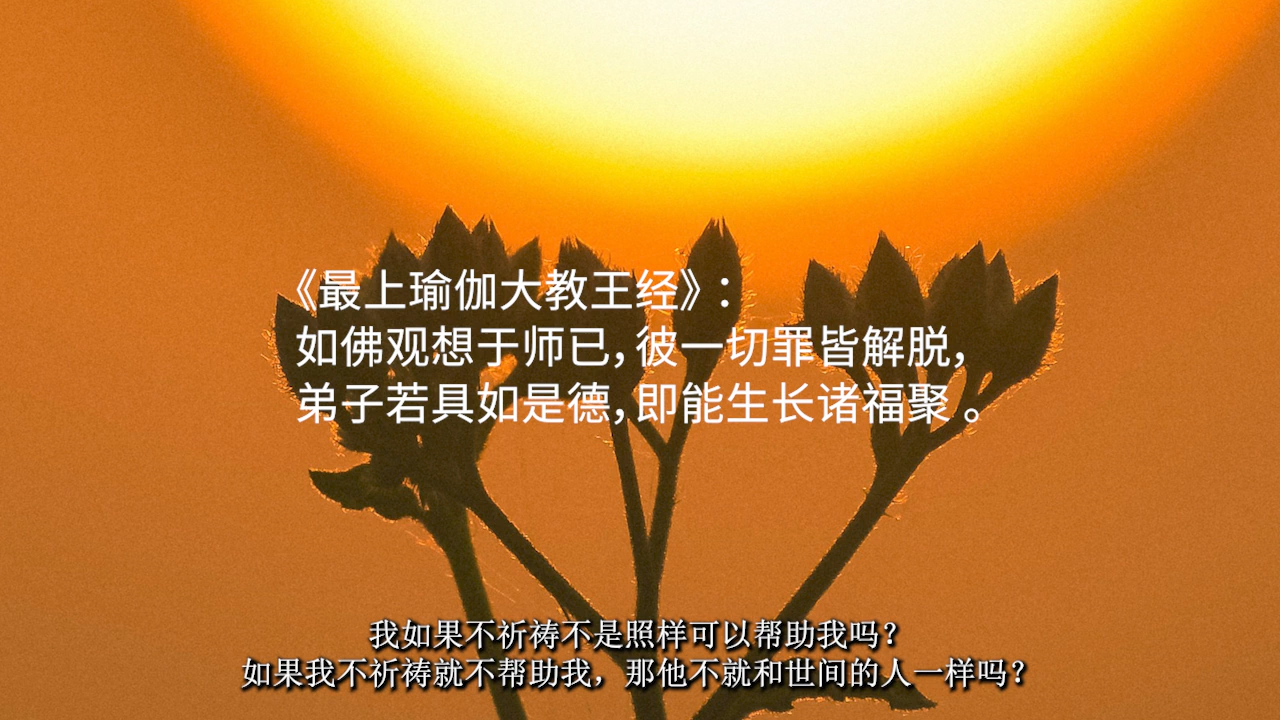 《最上瑜伽大教王经》：
如佛观想于师已，彼一切罪皆解脱，
弟子若具如是德，即能生长诸福聚。
我如果不祈祷不是照样可以帮助我吗？
如果我不祈祷就不帮助我，那他不就和世间的人一样吗？